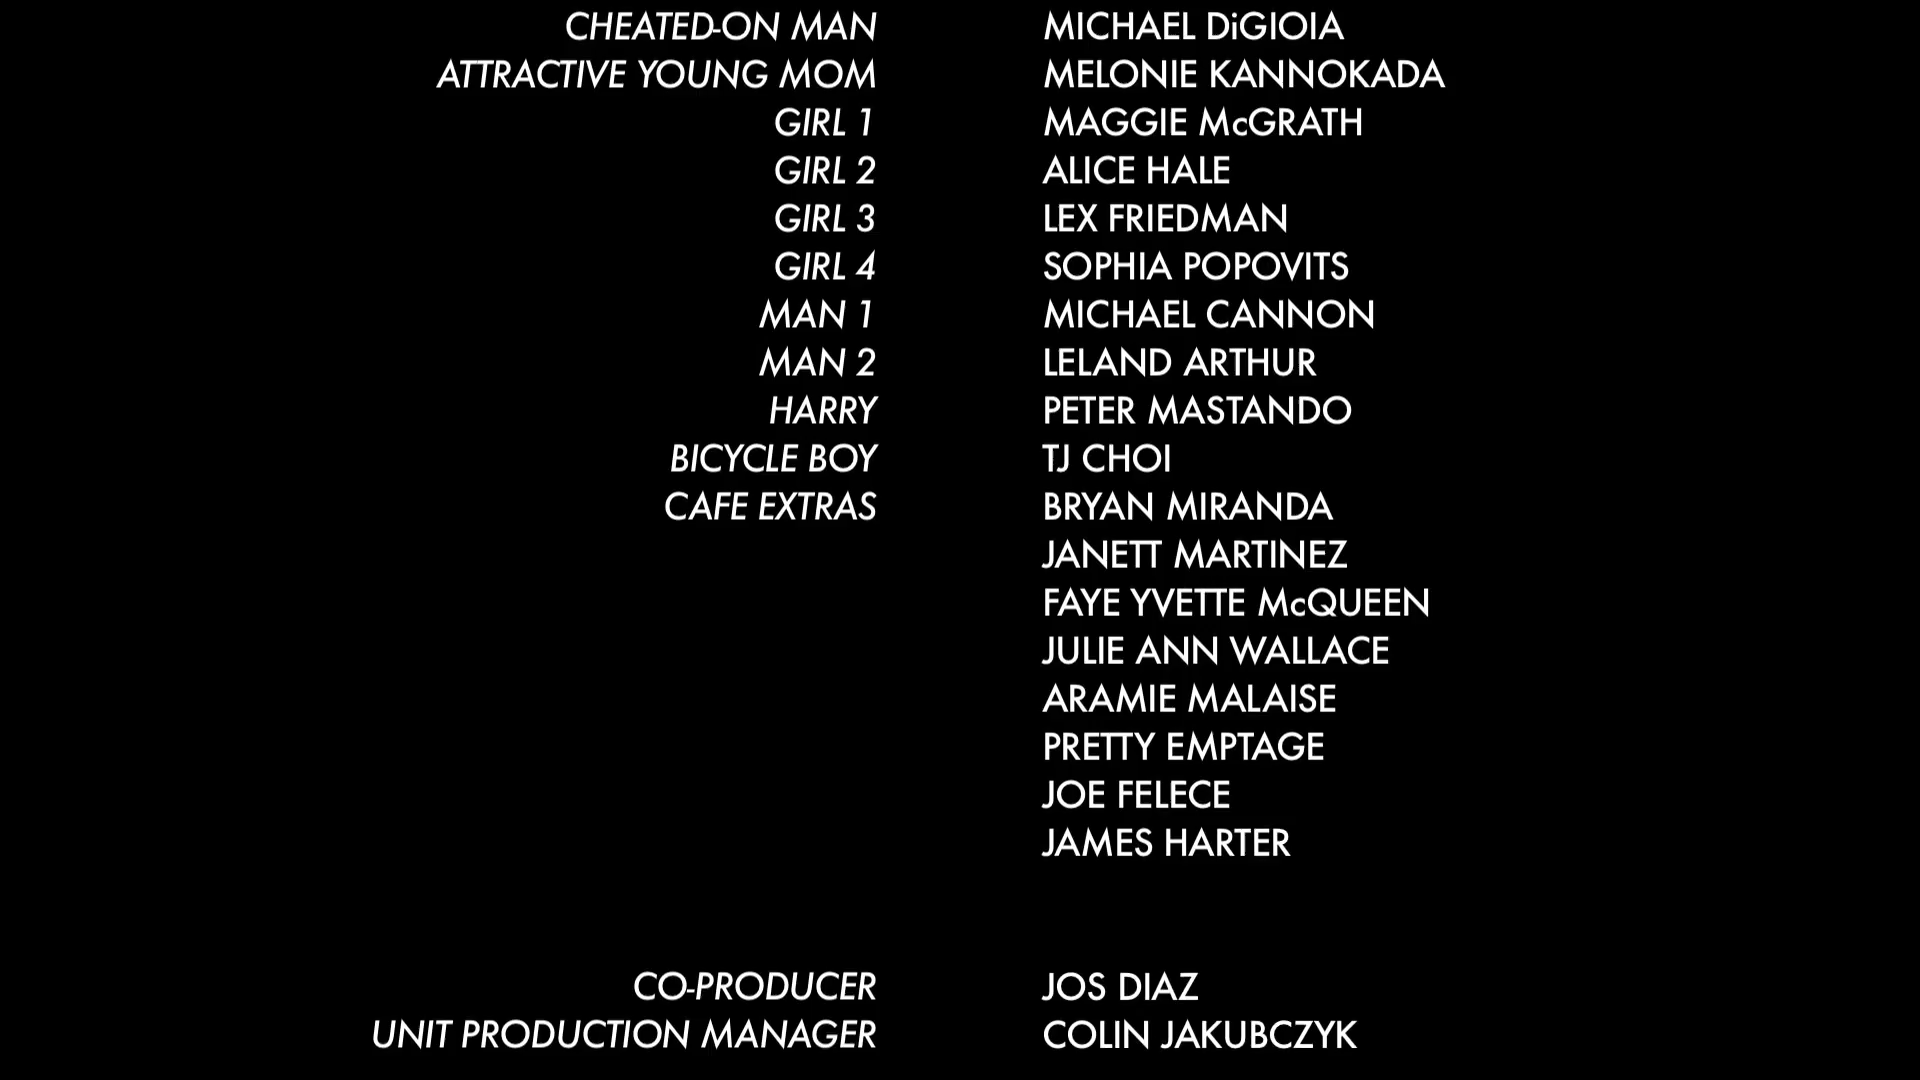 CHEATED-ON MAN MICHAEL DiGIOIA
ATTRACTIVE YOUNG MOM MELONIE KANNOKADA
GIRL 1 MAGGIE McGRATH
GIRL 2 ALICE HALE
GIRL 3 LEX FRIEDMAN
GIRL 4 SOPHIA POPOVITS
MAN 1 MICHAEL CANNON
MAN 2 LELAND ARTHUR
HARRY PETER MASTANDO
BICYCLE BOY TJ CHOI
CAFE EXTRAS BRYAN MIRANDA
JANETT MARTINEZ
FAYE YVETTE McQUEEN
JULIE ANN WALLACE
ARAMIE MALAISE
PRETTY EMPTAGE
JOE FELECE
JAMES HARTER
CO-PRODUCER JOS DIAZ
UNIT PRODUCTION MANAGER COLIN JAKUBCZYK